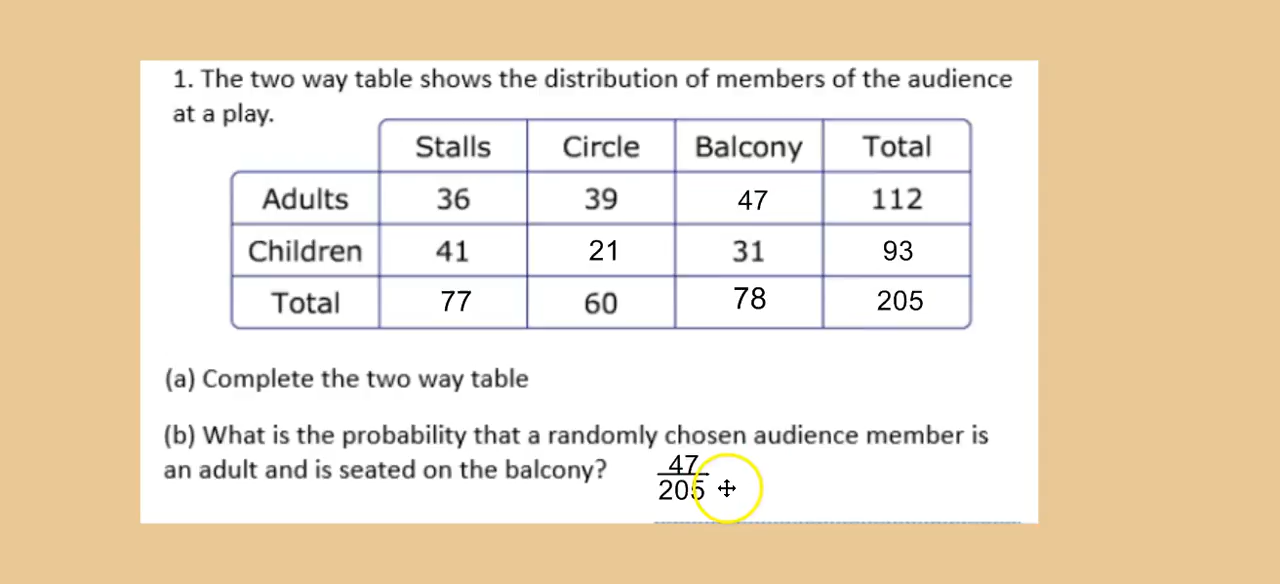 1. The two way table shows the distribution of members of the audience
at a play.
Stalls Circle Balcony Total
Adults 36 39 47 112
Children 41 21 31 93
Total 77 60 78 205
(a) Complete the two way table
(b) What is the probability that a randomly chosen audience member is
an adult and is seated on the balcony?
47
205